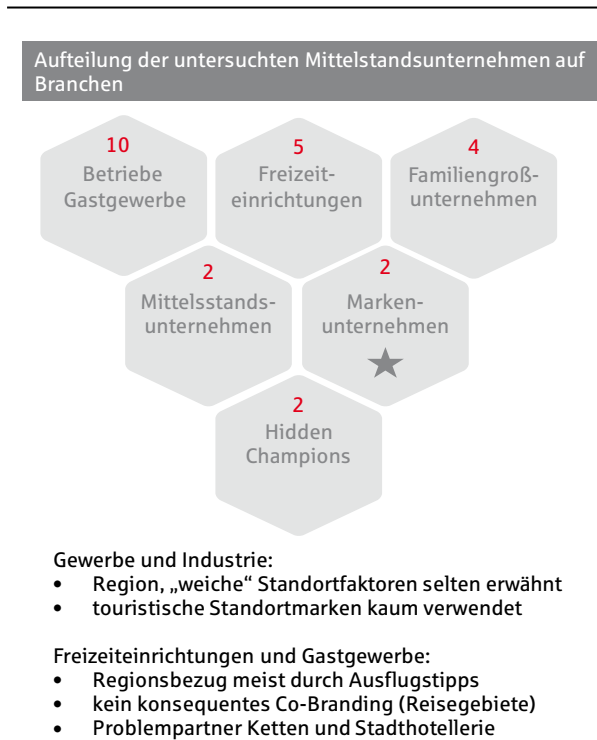 Aufteilung der untersuchten Mittelstandsunternehmen auf
Branchen
10
Betriebe
Gastgewerbe
5
Freizeit-
einrichtungen
4
Familiengroß-
unternehmen
2
Mittelsstands-
unternehmen
2
Marken-
unternehmen
2
Hidden
Champions
Gewerbe und Industrie:
• Region, „weiche“ Standortfaktoren selten erwähnt
• touristische Standortmarken kaum verwendet
Freizeiteinrichtungen und Gastgewerbe:
• Regionsbezug meist durch Ausflugstipps
• kein konsequentes Co-Branding (Reisegebiete)
• Problempartner Ketten und Stadthotellerie